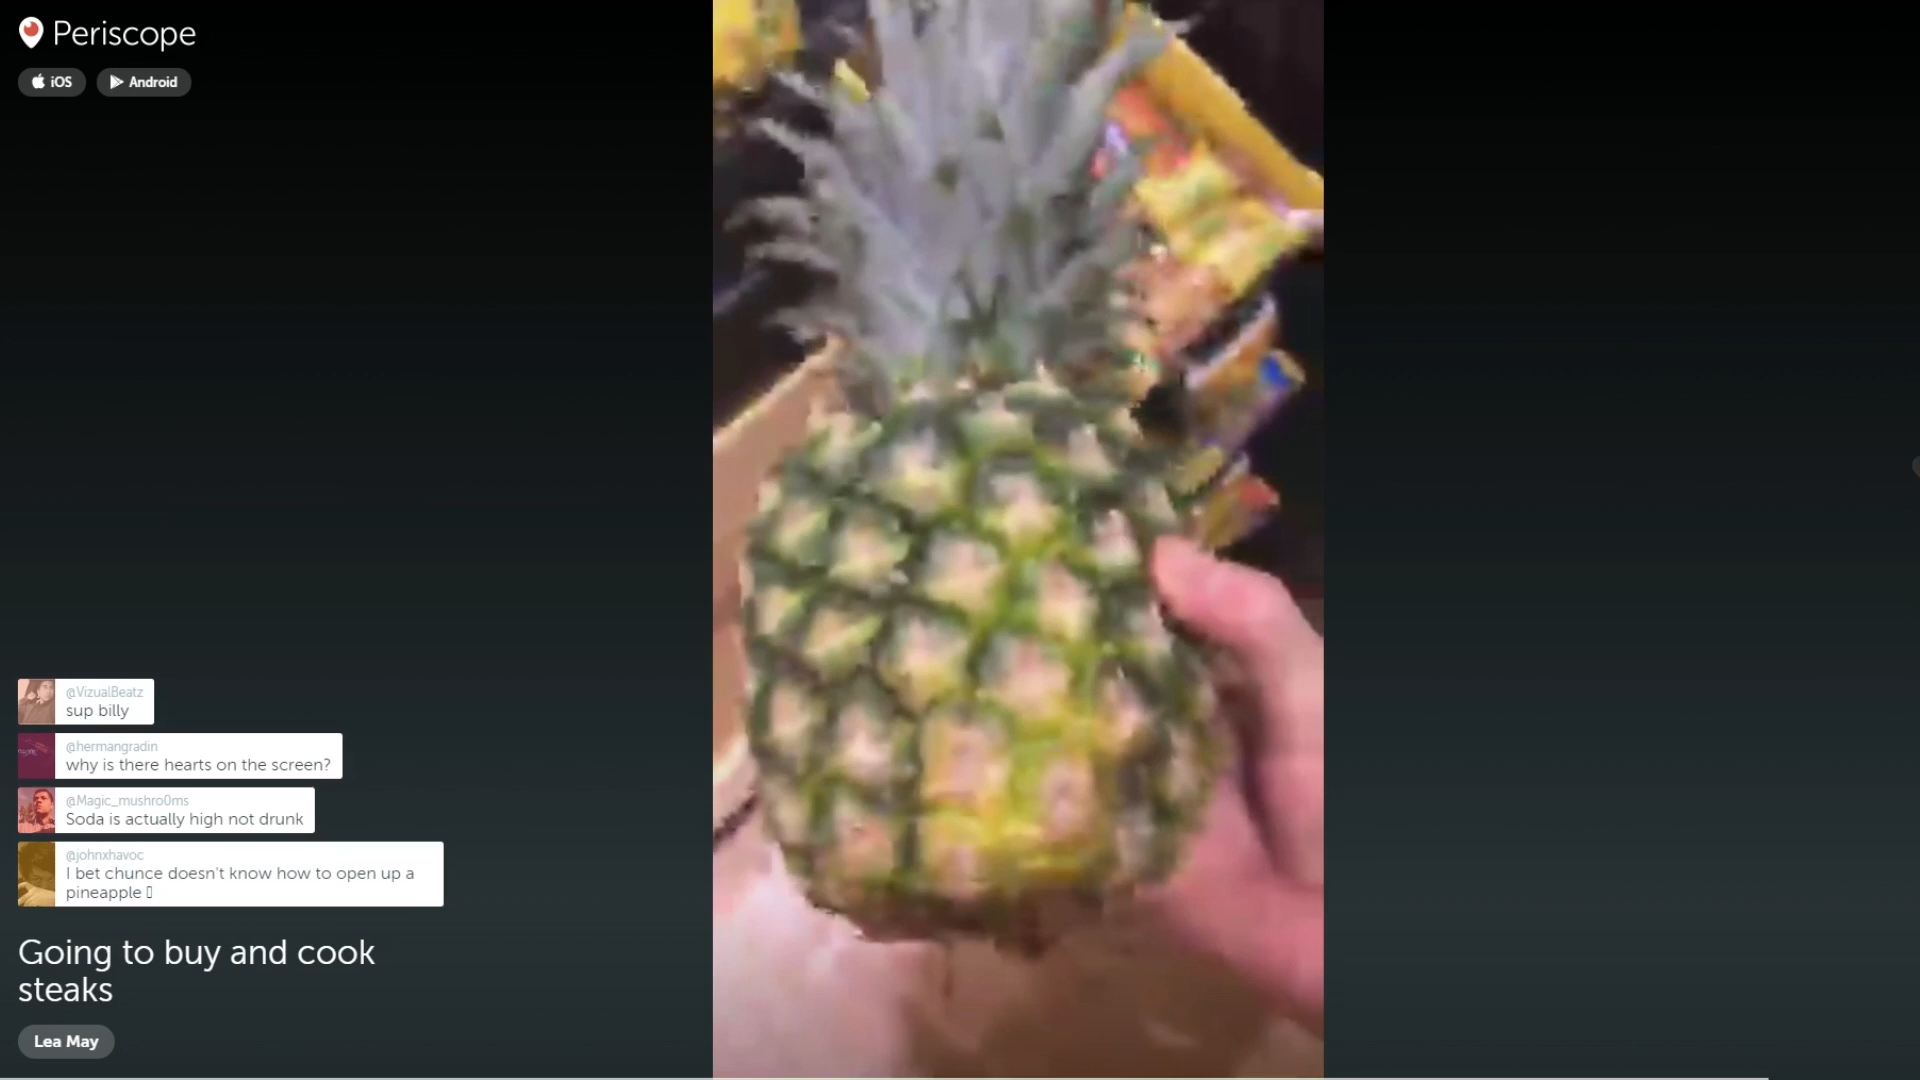 Periscope
iOS
Android
@VizualBeatz
sup billy
@hermangradin
why is there hearts on the screen?
@Magic_mushro0ms
Soda is actually high not drunk
@johnxhavoc
I bet chunce doesn't know how to open up a
pineapple ▯
Going to buy and cook
steaks
Lea May